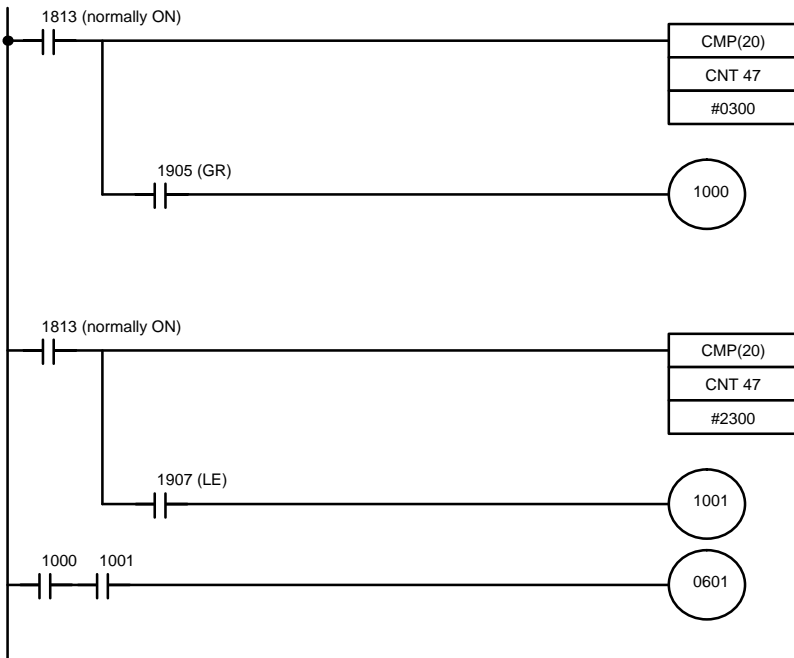 1813 (normally ON)
CMP(20)
CNT 47
#0300
1905 (GR)
1000
1813 (normally ON)
CMP(20)
CNT 47
#2300
1907 (LE)
1001
1000 1001
0601